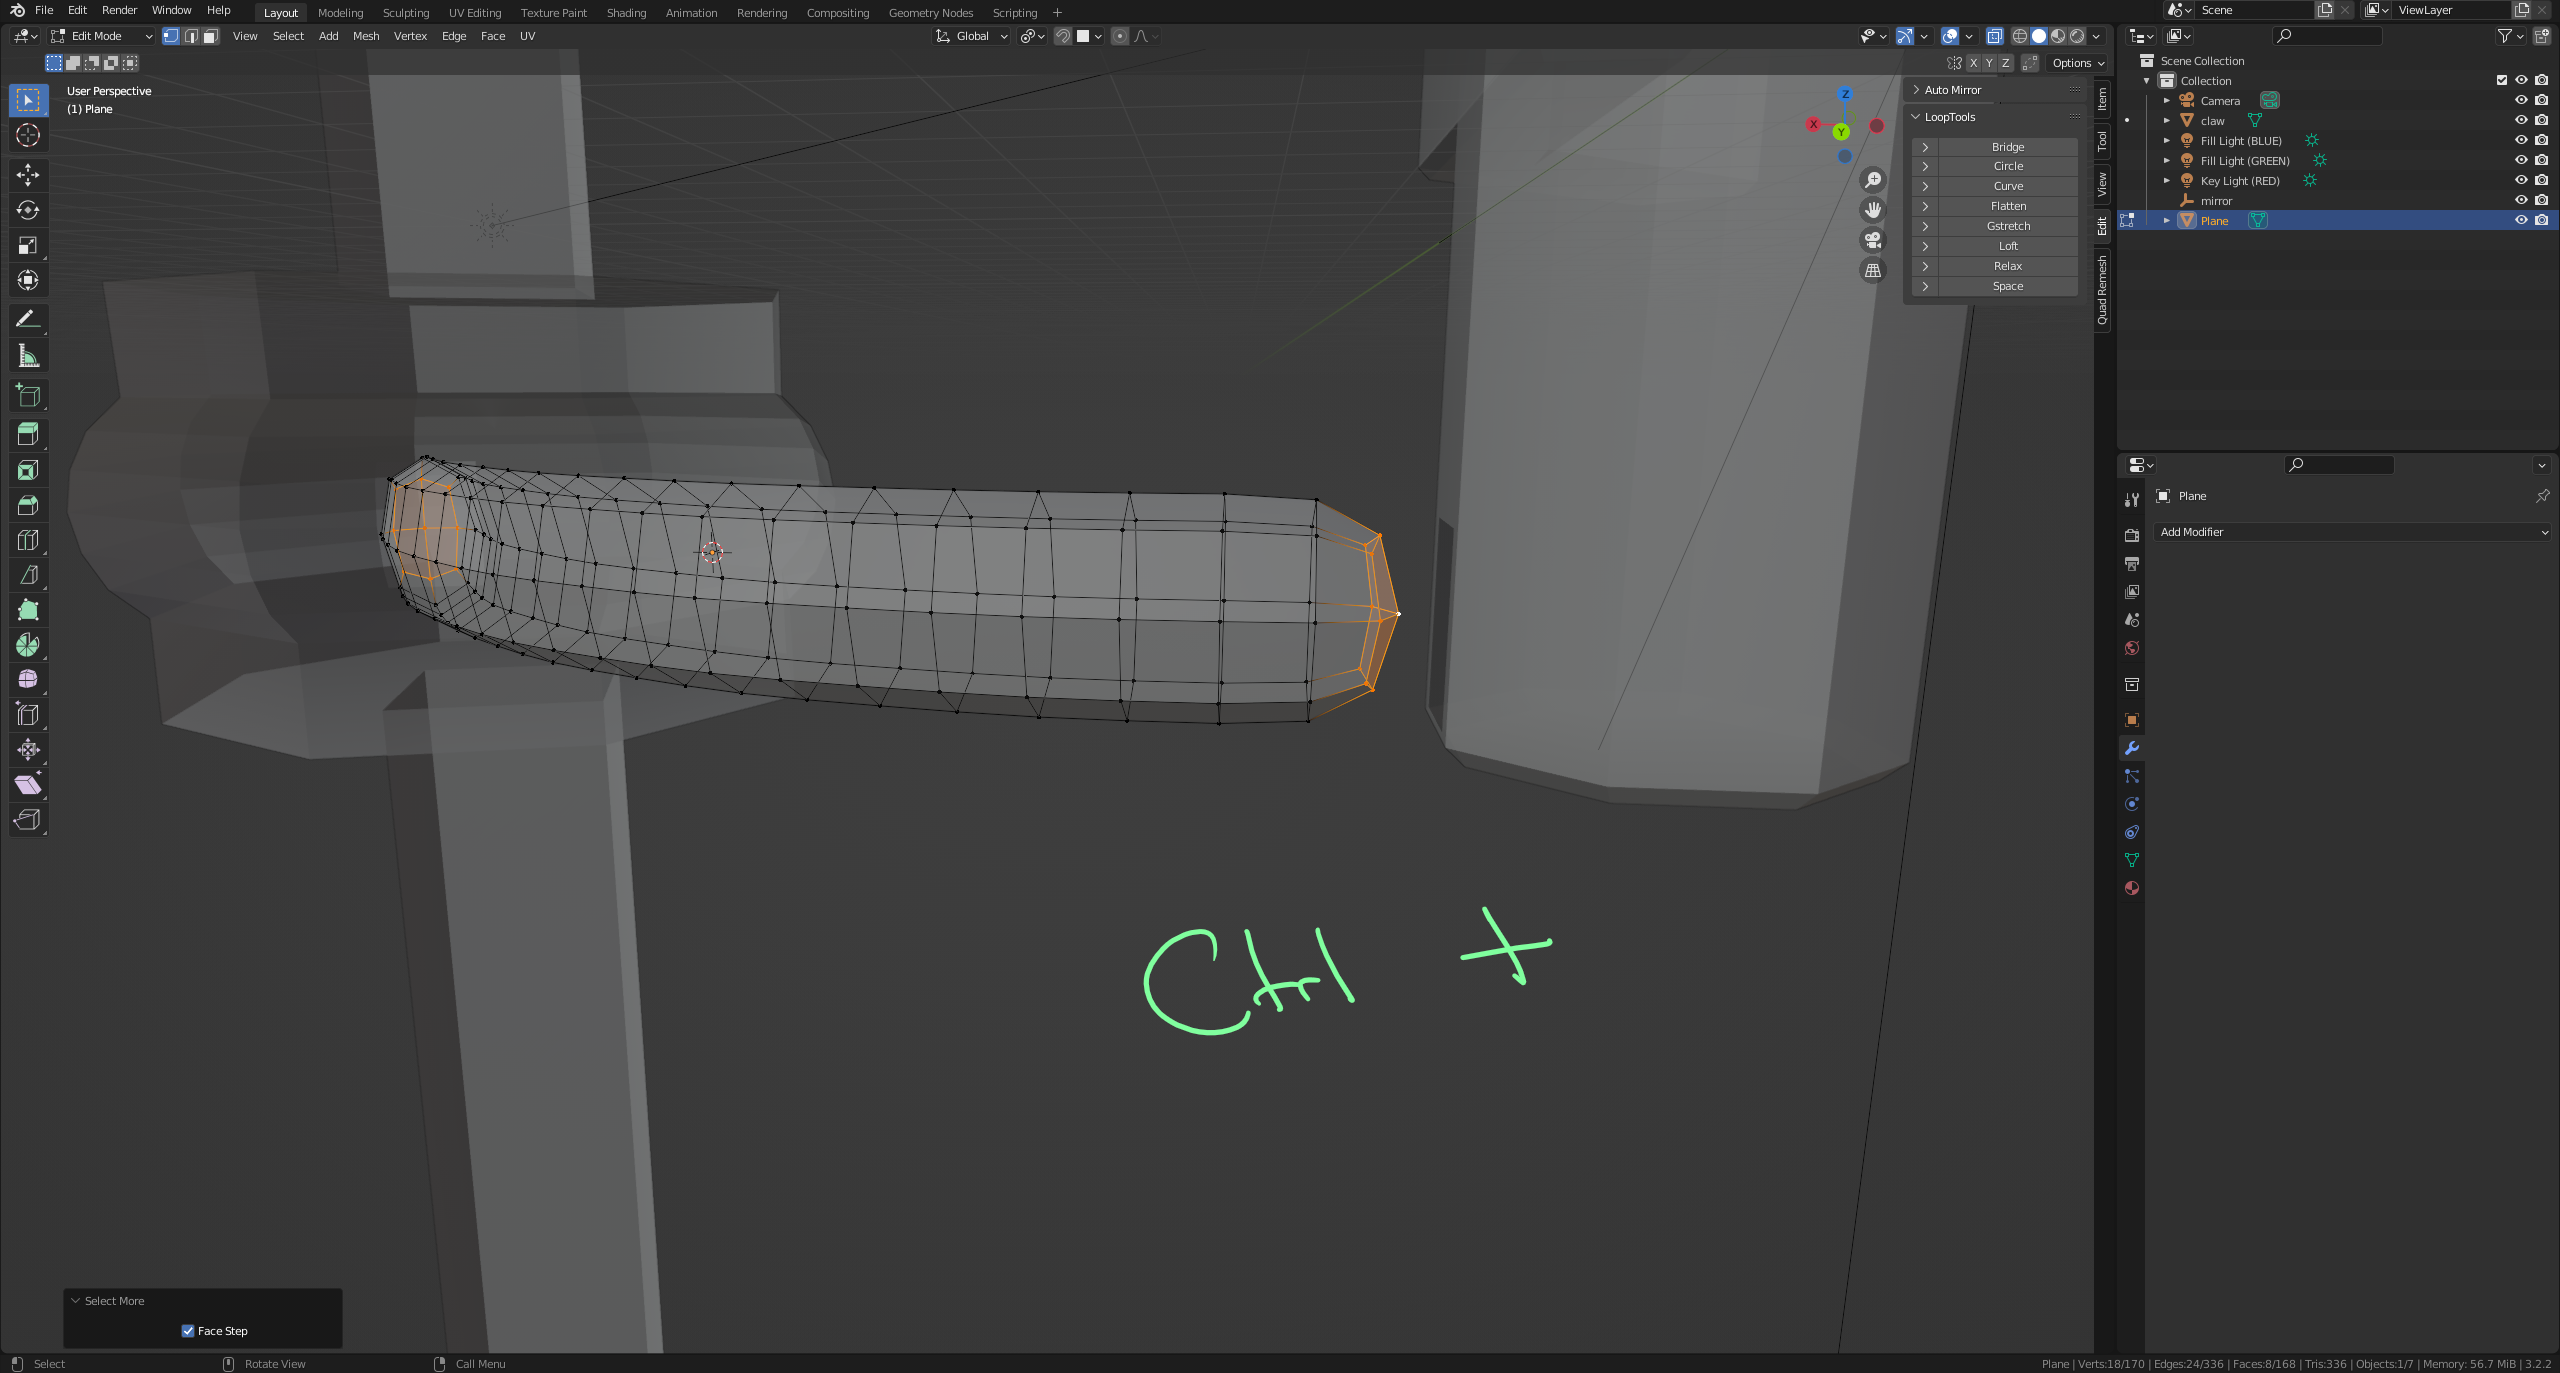 File Edit Render Window Help Layout Modeling Sculpting UV Editing Texture Paint Shading Animation Rendering Compositing Geometry Nodes Scripting + Scene ViewLayer
Edit Mode View Select Add Mesh Vertex Edge Face UV Global
X Y Z Options
User Perspective
(1) Plane
Z
X
Y
Auto Mirror
LoopTools
Bridge
Circle
Curve
Flatten
Gstretch
Loft
Relax
Space
Item
Tool
View
Edit
Quad Remesh
Scene Collection
Collection
Camera
claw
Fill Light (BLUE)
Fill Light (GREEN)
Key Light (RED)
mirror
Plane
Plane
Add Modifier
Ctrl +
Select More
Face Step
Select Rotate View Call Menu
Plane | Verts:18/170 | Edges:24/336 | Faces:8/168 | Tris:336 | Objects:1/7 | Memory: 56.7 MiB | 3.2.2